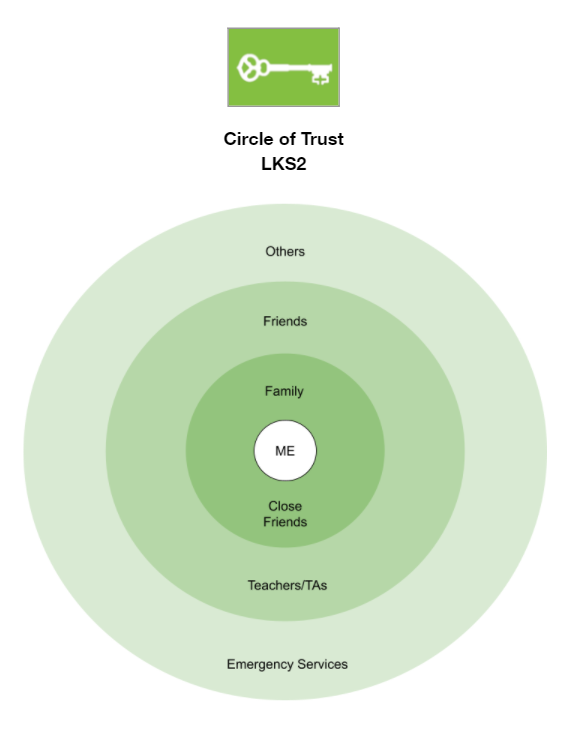 Circle of Trust
LKS2
Others
Friends
Family
ME
Close
Friends
Teachers/TAs
Emergency Services